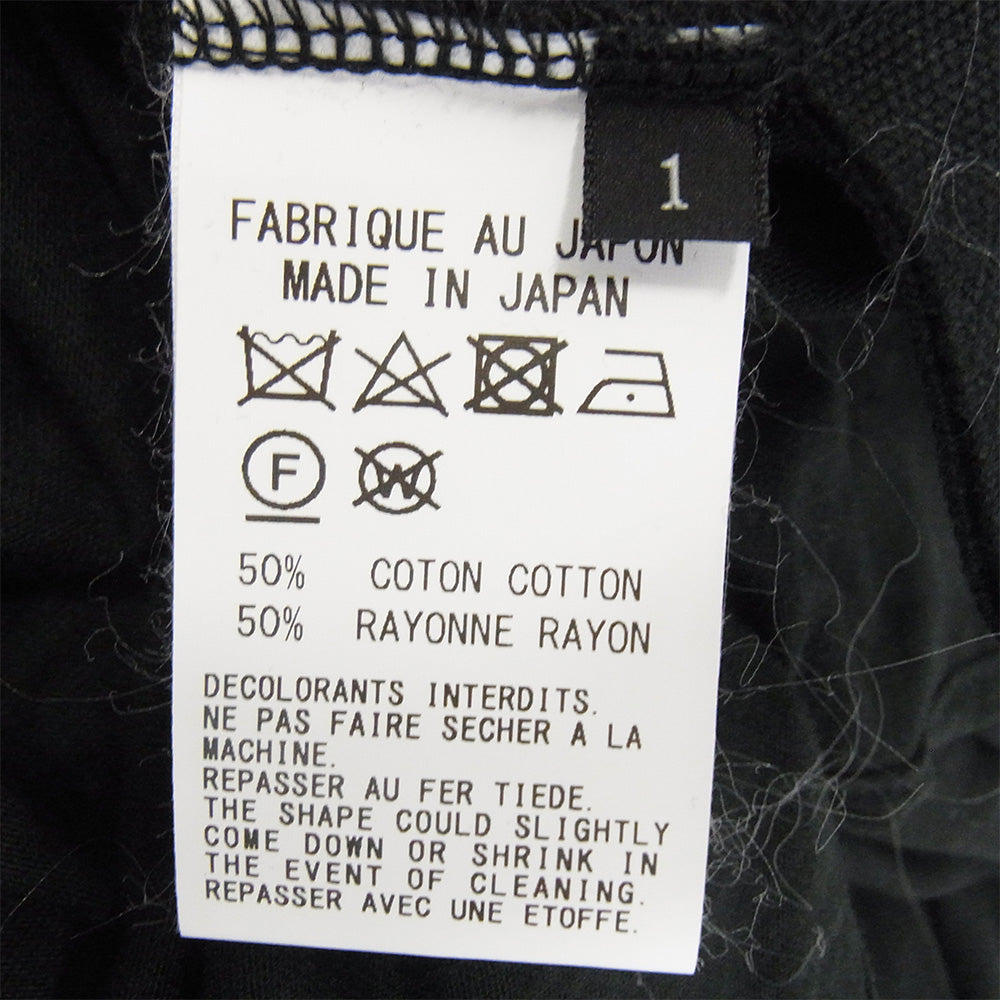 1
FABRIQUE AU JAPON
MADE IN JAPAN
F
W
50% COTON COTTON
50% RAYONNE RAYON
DECOLORANTS INTERDITS.
NE PAS FAIRE SECHER A LA
MACHINE.
REPASSER AU FER TIEDE.
THE SHAPE COULD SLIGHTLY
COME DOWN OR SHRINK IN
THE EVENT OF CLEANING.
REPASSER AVEC UNE ETOFFE.